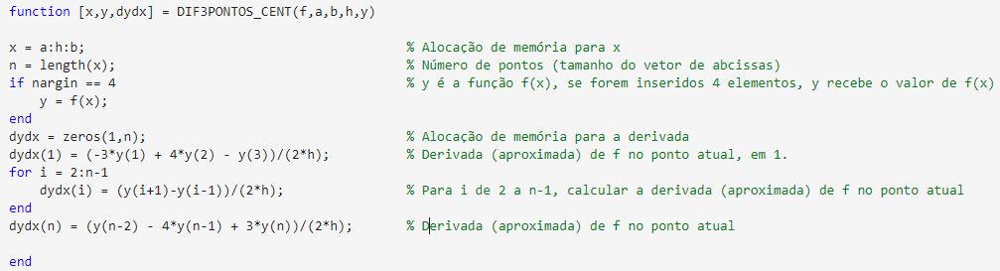 function [x,y,dydx] = DIF3PONTOS_CENT(f,a,b,h,y)
x = a:h:b; % Alocação de memória para x
n = length(x); % Número de pontos (tamanho do vetor de abcissas)
if nargin == 4 % y é a função f(x), se forem inseridos 4 elementos, y recebe o valor de f(x)
y = f(x);
end
dydx = zeros(1,n); % Alocação de memória para a derivada
dydx(1) = (-3*y(1) + 4*y(2) - y(3))/(2*h); % Derivada (aproximada) de f no ponto atual, em 1.
for i = 2:n-1
dydx(i) = (y(i+1)-y(i-1))/(2*h); % Para i de 2 a n-1, calcular a derivada (aproximada) de f no ponto atual
end
dydx(n) = (y(n-2) - 4*y(n-1) + 3*y(n))/(2*h); % Derivada (aproximada) de f no ponto atual
end